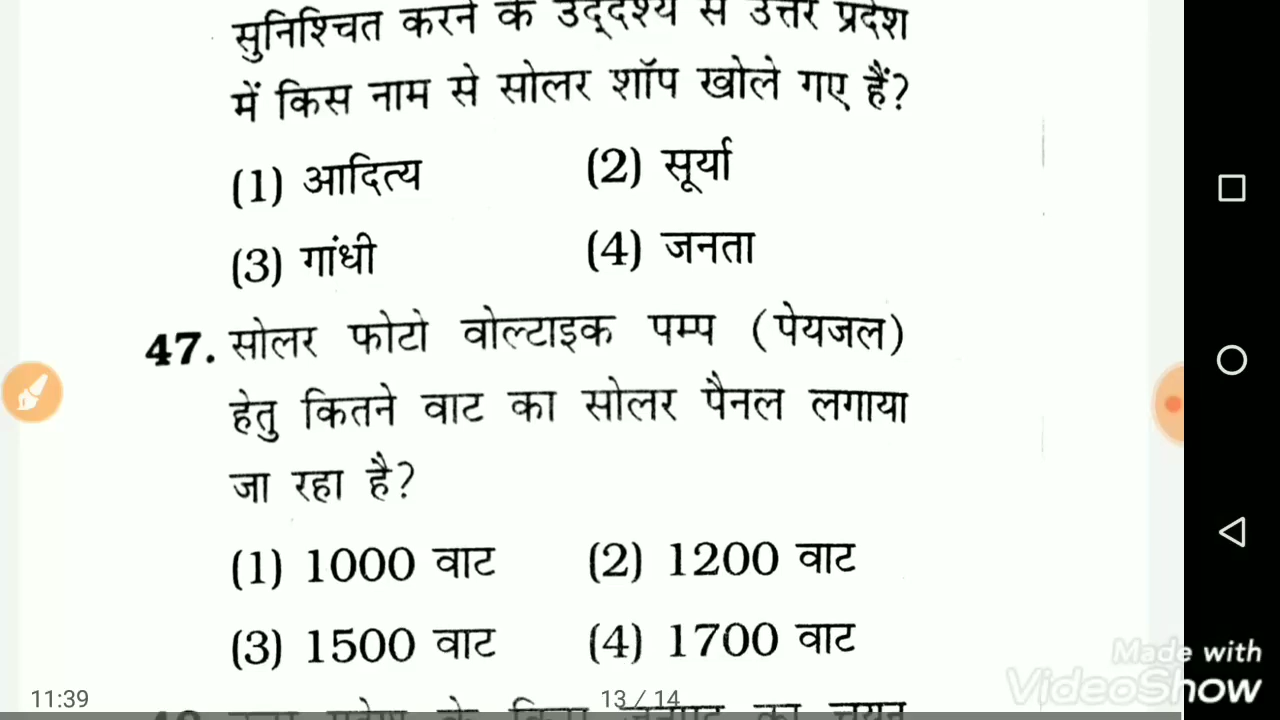 सुनिश्चित करने के उद्देश्य से उत्तर प्रदेश
में किस नाम से सोलर शॉप खोले गए हैं?
(1) आदित्य (2) सूर्या
(3) गांधी (4) जनता
47. सोलर फोटो वोल्टाइक पम्प (पेयजल)
हेतु कितने वाट का सोलर पैनल लगाया
जा रहा है?
(1) 1000 वाट (2) 1200 वाट
(3) 1500 वाट (4) 1700 वाट
11:39 13 / 14
Made with
VideoShow